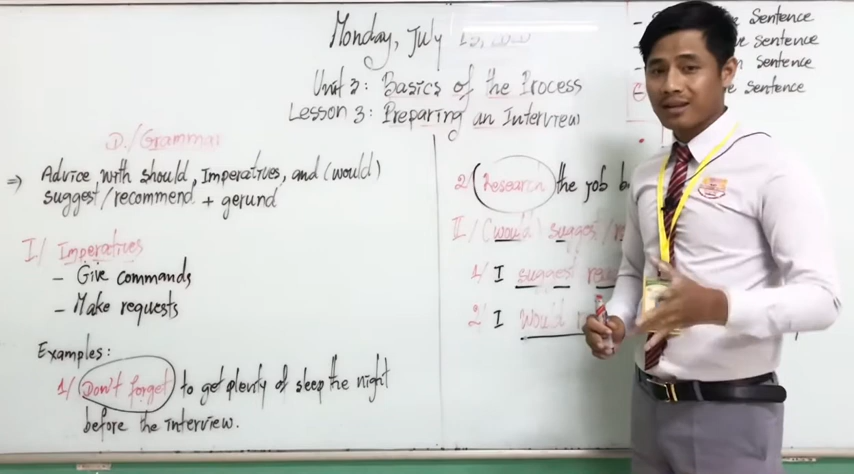 Monday, July 12,
Unit 2: Basics of the Process
Lesson 3: Preparing an Interview
D./Grammar
⇒ Advice with should, Imperatives, and (would)
suggest/recommend + gerund
I/ Imperatives
- Give commands
- Make requests
Examples:
1/ Don't forget to get plenty of sleep the night
before the interview.
2/ Research the job
II/ (would) suggest /
1/ I suggest
2/ I would
Sentence
Sentence
Sentence
Sentence